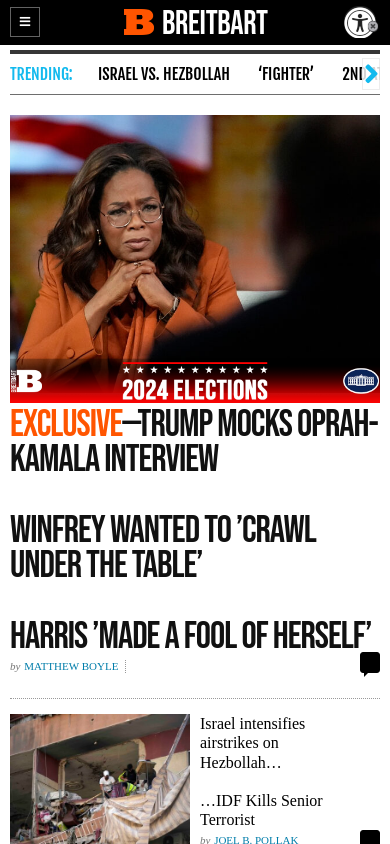 BREITBART
TRENDING:
ISRAEL VS. HEZBOLLAH
‘FIGHTER’
2ND
BREITBART
B
2024 ELECTIONS
EXCLUSIVE—TRUMP MOCKS OPRAH-
KAMALA INTERVIEW
WINFREY WANTED TO ’CRAWL
UNDER THE TABLE’
HARRIS ’MADE A FOOL OF HERSELF’
by MATTHEW BOYLE
Israel intensifies
airstrikes on
Hezbollah…
…IDF Kills Senior
Terrorist
by JOEL B. POLLAK